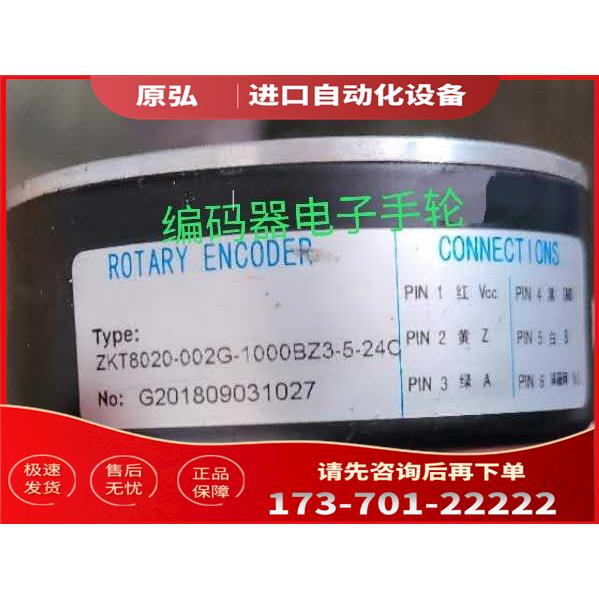 原弘 进口自动化设备
编码器电子手轮
ROTARY ENCODER
Type:
ZKT8020-002G-1000BZ3-5-24C
No: G201809031027
CONNECTIONS
PIN 1 红 Vcc PIN 4 黑 GND
PIN 2 黄 Z PIN 5 白 B
PIN 3 绿 A PIN 6 屏蔽网
极速发货
售后无忧
正品保障
请先咨询后再下单
173-701-22222